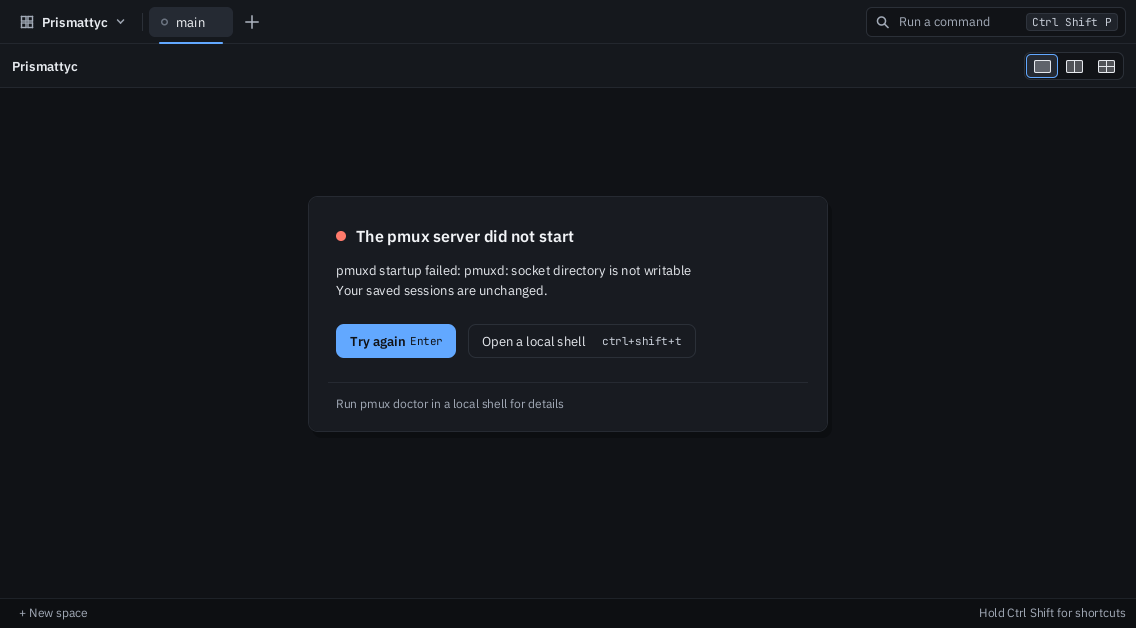 Prismattyc
main
Run a command
Ctrl Shift P
Prismattyc
The pmux server did not start
pmuxd startup failed: pmuxd: socket directory is not writable
Your saved sessions are unchanged.
Try again Enter
Open a local shell ctrl+shift+t
Run pmux doctor in a local shell for details
+ New space
Hold Ctrl Shift for shortcuts